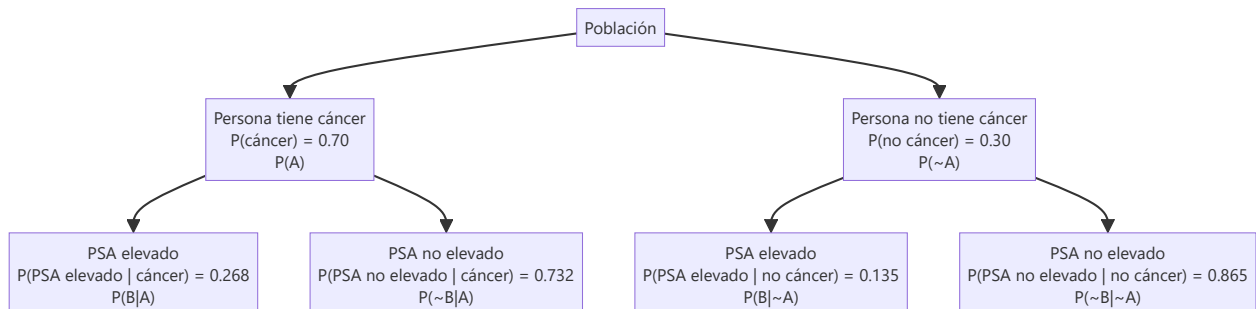 Población
Persona tiene cáncer
P(cáncer) = 0.70
P(A)
Persona no tiene cáncer
P(no cáncer) = 0.30
P(~A)
PSA elevado
P(PSA elevado | cáncer) = 0.268
P(B|A)
PSA no elevado
P(PSA no elevado | cáncer) = 0.732
P(~B|A)
PSA elevado
P(PSA elevado | no cáncer) = 0.135
P(B|~A)
PSA no elevado
P(PSA no elevado | no cáncer) = 0.865
P(~B|~A)